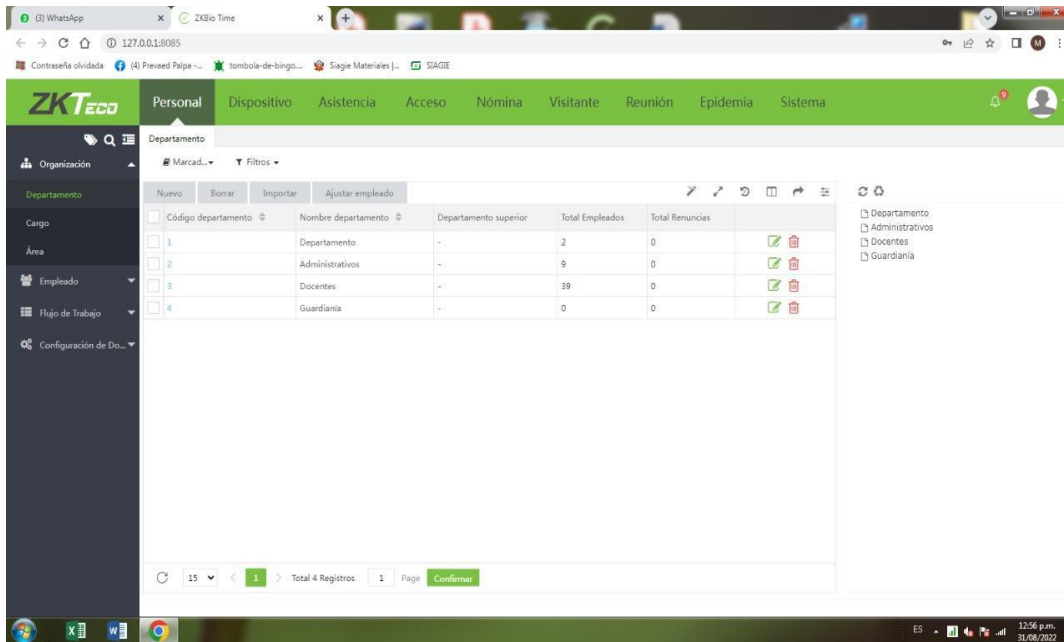 (3) WhatsApp
ZKBio Time
127.0.0.1:8085
Contraseña olvidada (4) Prevaed Palpa -... tombola-de-bingo.... Siagie Materiales |... SIAGIE
ZKTeco Personal Dispositivo Asistencia Acceso Nómina Visitante Reunión Epidemia Sistema 9
Departamento
Organización
Marcad... Filtros
Departamento
Nuevo Borrar Importar Ajustar empleado
Cargo
Área
Empleado
Flujo de Trabajo
Configuración de Do...
Código departamento Nombre departamento Departamento superior Total Empleados Total Renuncias
1 Departamento - 2 0
2 Administrativos - 9 0
3 Docentes - 39 0
4 Guardianía - 0 0
Departamento
Administrativos
Docentes
Guardianía
15 < 1 > Total 4 Registros 1 Page Confirmar
ES 12:56 p.m.
31/08/2022